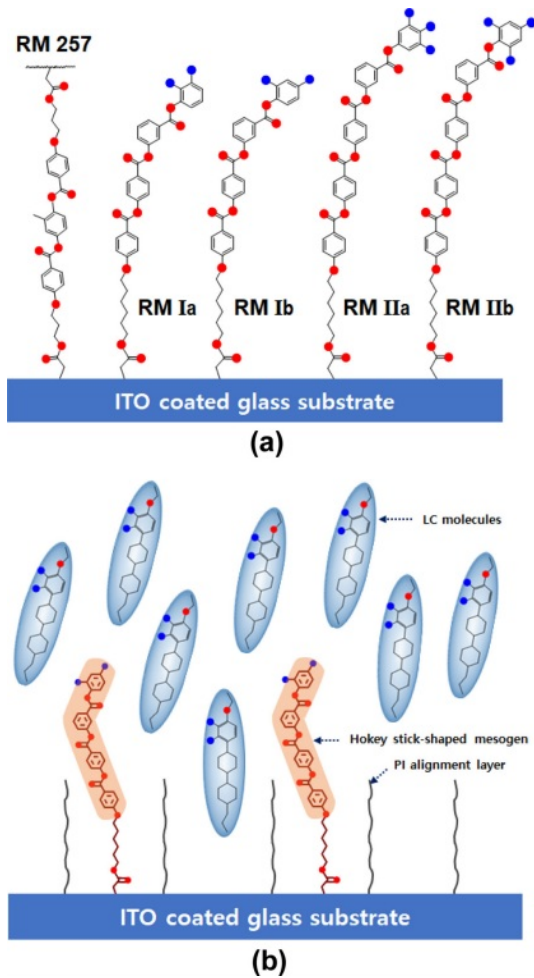 RM 257
RM Ia
RM Ib
RM IIa
RM IIb
ITO coated glass substrate
(a)
LC molecules
Hokey stick-shaped mesogen
PI alignment layer
ITO coated glass substrate
(b)